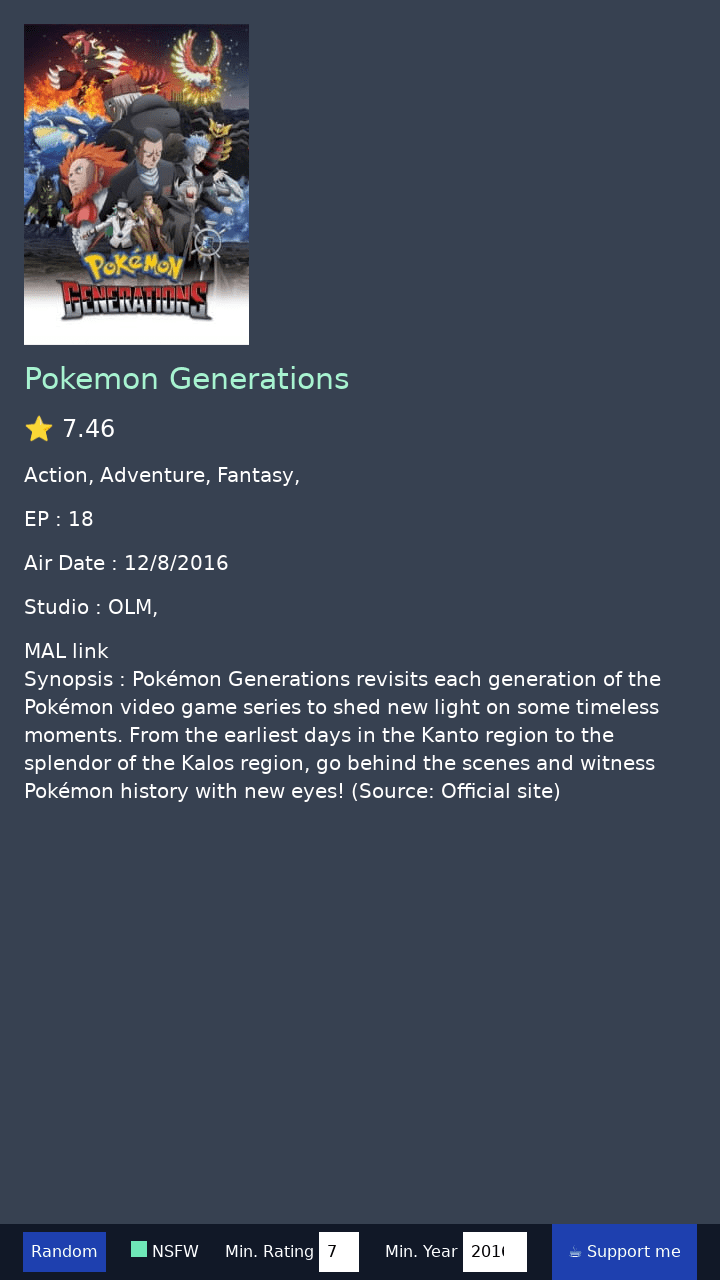 POKéMON
GENERATIONS
Pokemon Generations
⭐ 7.46
Action, Adventure, Fantasy,
EP : 18
Air Date : 12/8/2016
Studio : OLM,
MAL link
Synopsis : Pokémon Generations revisits each generation of the
Pokémon video game series to shed new light on some timeless
moments. From the earliest days in the Kanto region to the
splendor of the Kalos region, go behind the scenes and witness
Pokémon history with new eyes! (Source: Official site)
Random NSFW Min. Rating 7 Min. Year 2016 ☕ Support me